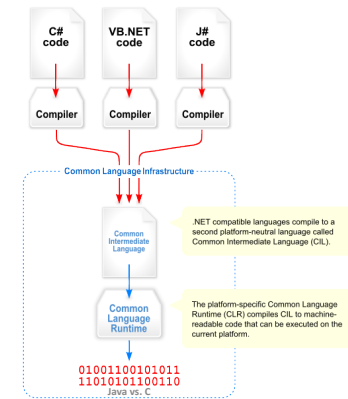 C#
code
VB.NET
code
J#
code
Compiler
Compiler
Compiler
Common Language Infrastructure
Common
Intermediate
Language
.NET compatible languages compile to a
second platform-neutral language called
Common Intermediate Language (CIL).
Common
Language
Runtime
The platform-specific Common Language
Runtime (CLR) compiles CIL to machine-
readable code that can be executed on the
current platform.
01001100101011
11010101100110
Java vs. C